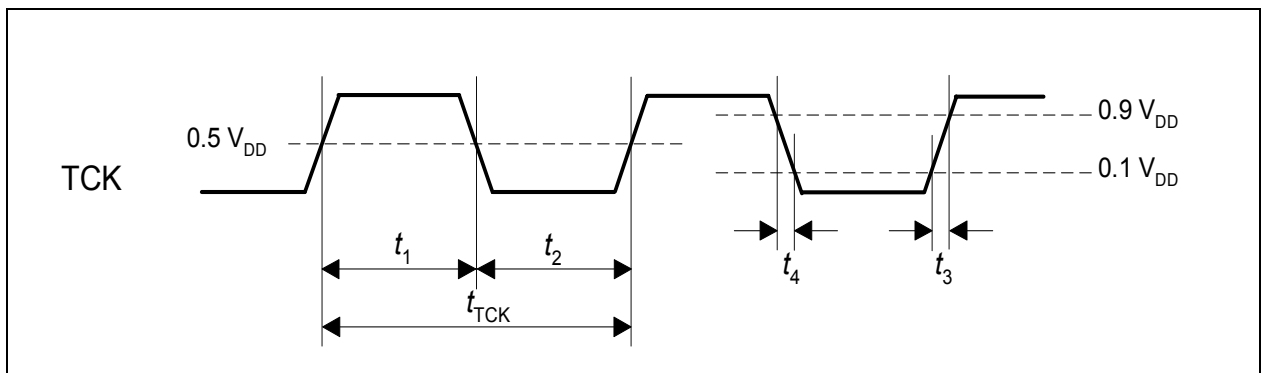 0.5 V_DD
TCK
0.9 V_DD
0.1 V_DD
t_1
t_2
t_TCK
t_4
t_3